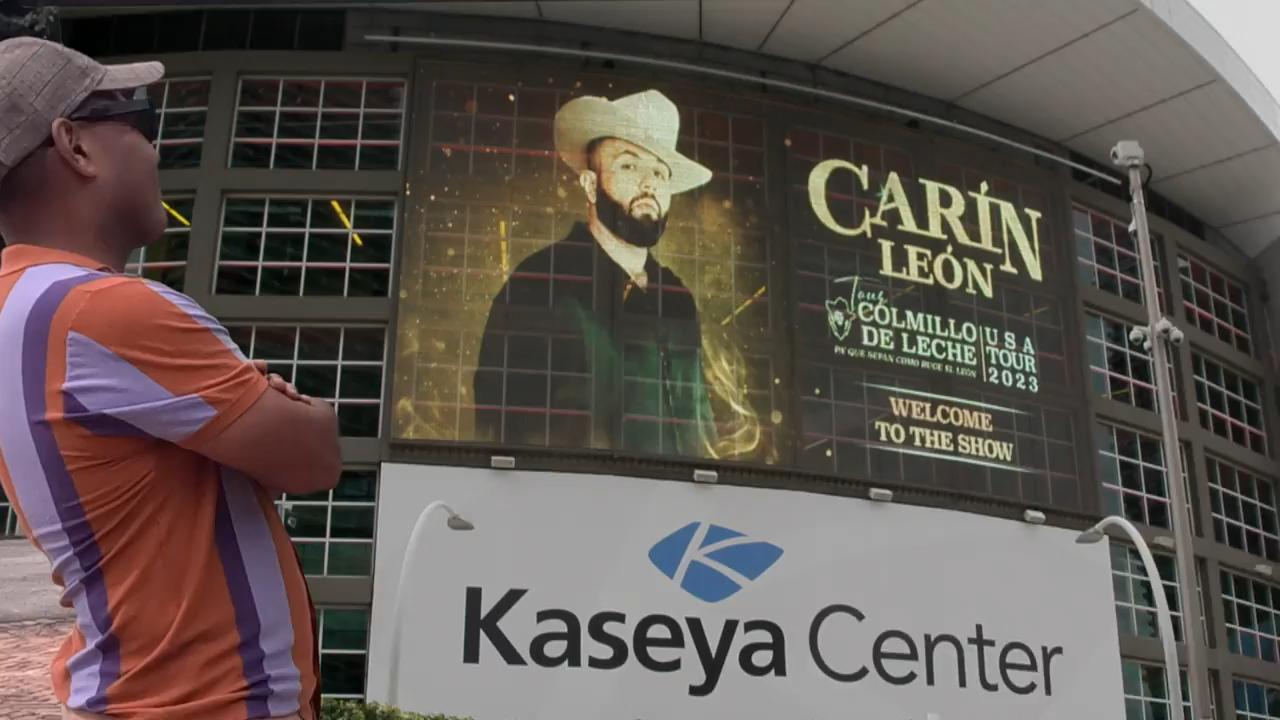 CARÍN
LEÓN
Tour
COLMILLO
DE LECHE
PA' QUE SEPAN COMO RUGE EL LEÓN
USA
TOUR
2023
WELCOME
TO THE SHOW
Kaseya Center